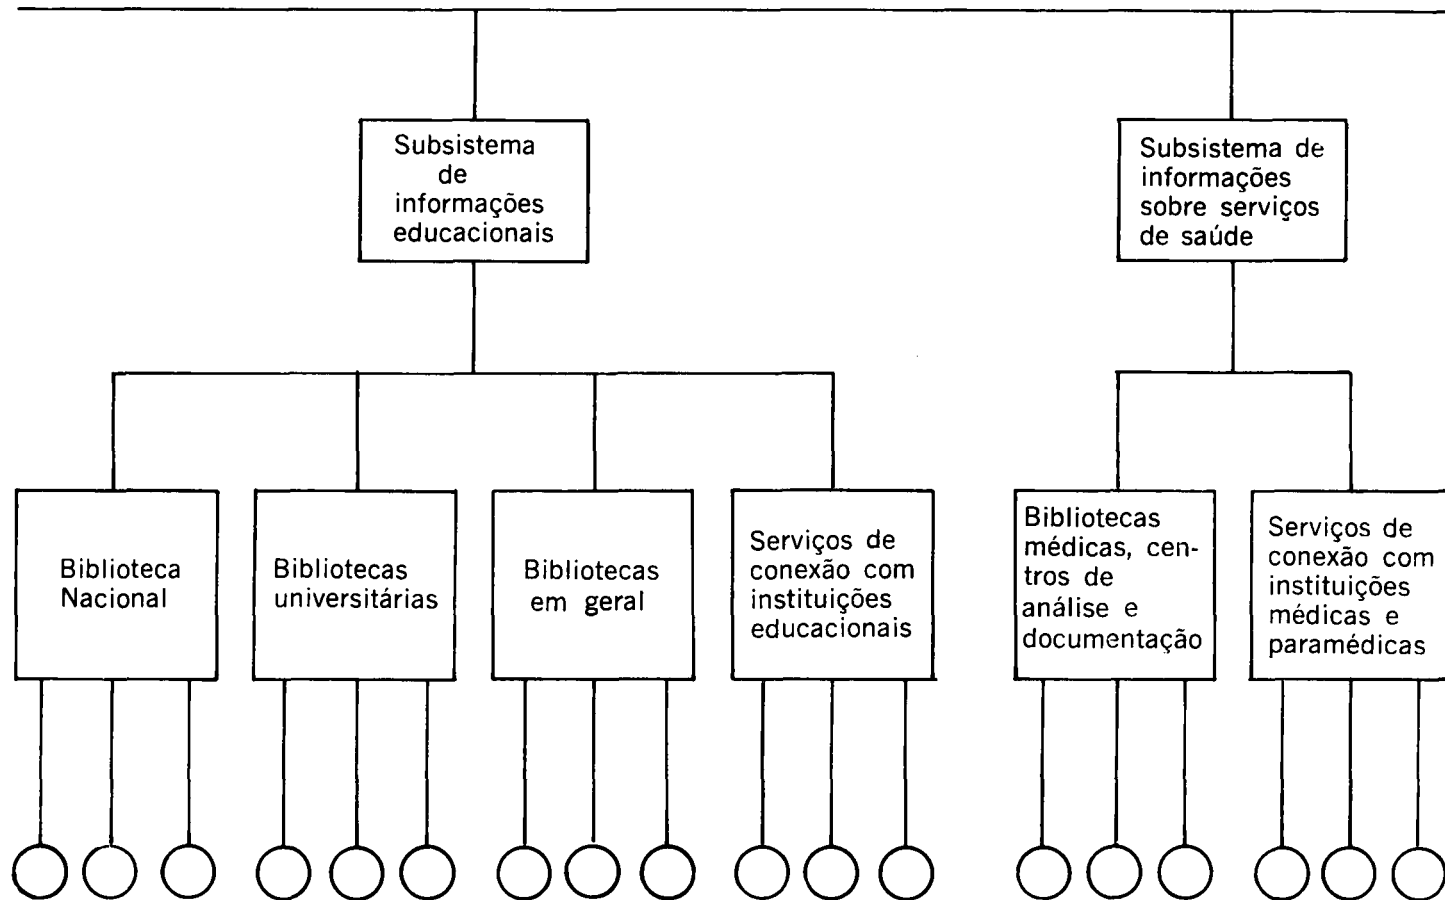 Subsistema
de
informações
educacionais
Subsistema de
informações
sobre serviços
de saúde
Biblioteca
Nacional
Bibliotecas
universitárias
Bibliotecas
em geral
Serviços de
conexão com
instituições
educacionais
Bibliotecas
médicas, cen-
tros de
análise e
documentação
Serviços de
conexão com
instituições
médicas e
paramédicas